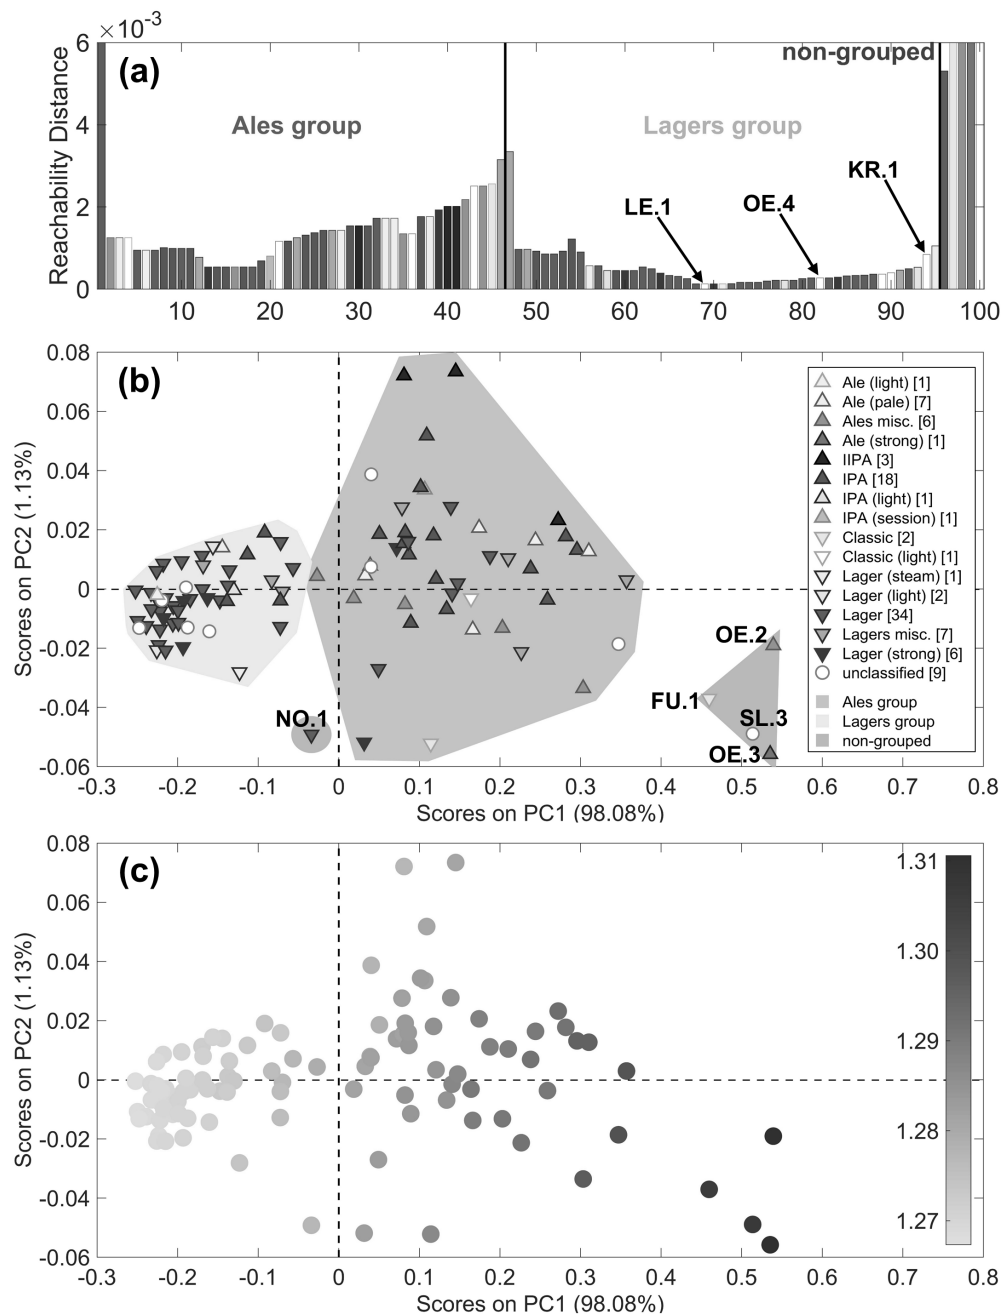 ×10⁻³
6
4
2
0
Reachability Distance
(a)
non-grouped
Ales group
Lagers group
KR.1
LE.1
OE.4
10 20 30 40 50 60 70 80 90 100
0.08
0.06
0.04
0.02
0
-0.02
-0.04
-0.06
Scores on PC2 (1.13%)
(b)
Ale (light) [1]
Ale (pale) [7]
Ales misc. [6]
Ale (strong) [1]
IIPA [3]
IPA [18]
IPA (light) [1]
IPA (session) [1]
Classic [2]
Classic (light) [1]
Lager (steam) [1]
Lager (light) [2]
Lager [34]
Lagers misc. [7]
Lager (strong) [6]
unclassified [9]
Ales group
Lagers group
non-grouped
OE.2
FU.1
SL.3
NO.1
OE.3
-0.3 -0.2 -0.1 0 0.1 0.2 0.3 0.4 0.5 0.6 0.7 0.8
Scores on PC1 (98.08%)
0.08
0.06
0.04
0.02
0
-0.02
-0.04
-0.06
Scores on PC2 (1.13%)
(c)
1.31
1.30
1.29
1.28
1.27
-0.3 -0.2 -0.1 0 0.1 0.2 0.3 0.4 0.5 0.6 0.7 0.8
Scores on PC1 (98.08%)